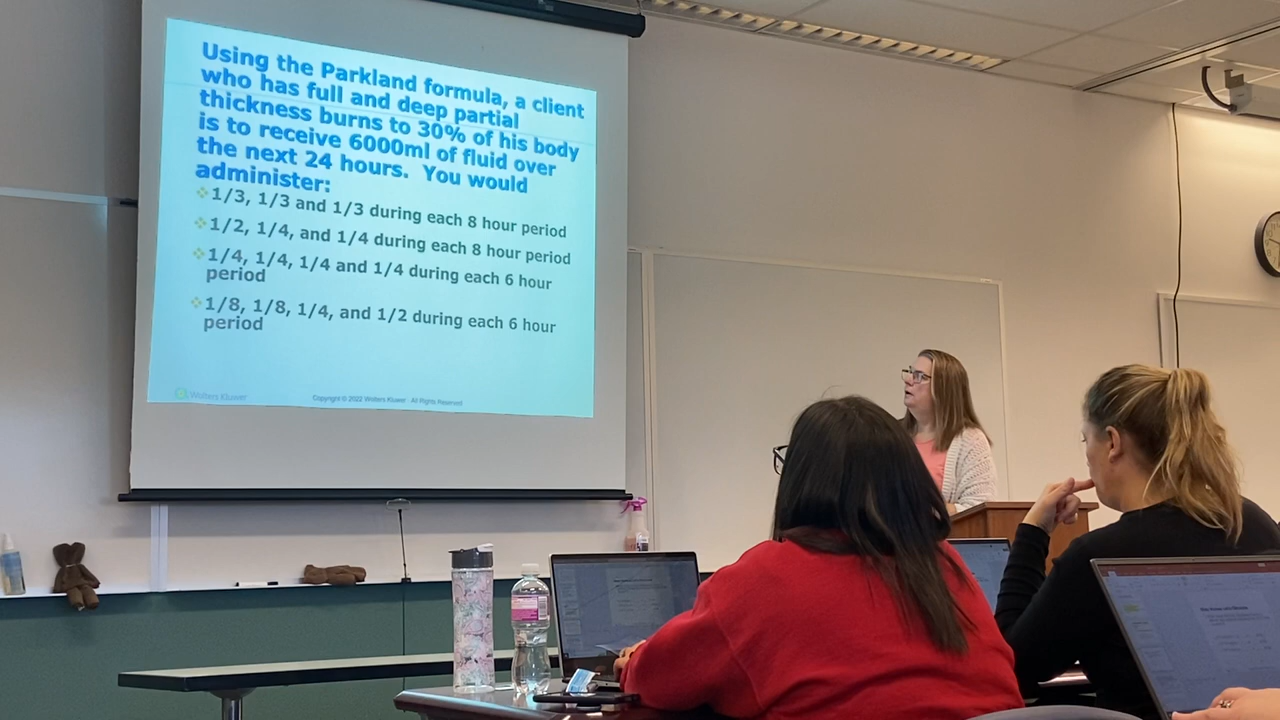 Using the Parkland formula, a client
who has full and deep partial
thickness burns to 30% of his body
is to receive 6000ml of fluid over
the next 24 hours. You would
administer:
1/3, 1/3 and 1/3 during each 8 hour period
1/2, 1/4, and 1/4 during each 8 hour period
1/4, 1/4, 1/4 and 1/4 during each 6 hour
period
1/8, 1/8, 1/4, and 1/2 during each 6 hour
period
Wolters Kluwer
Copyright © 2022 Wolters Kluwer All Rights Reserved